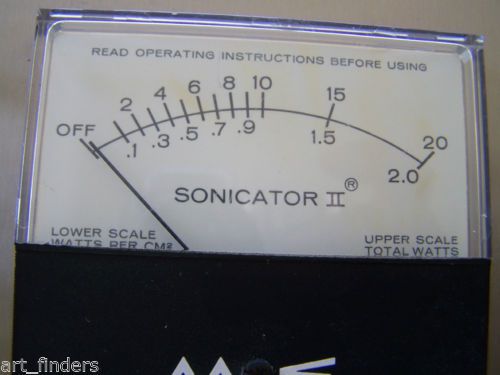 READ OPERATING INSTRUCTIONS BEFORE USING
OFF 2 4 6 8 10 15 20
.1 .3 .5 .7 .9 1.5 2.0
SONICATOR II®
LOWER SCALE
WATTS PER CM²
UPPER SCALE
TOTAL WATTS
art_finders